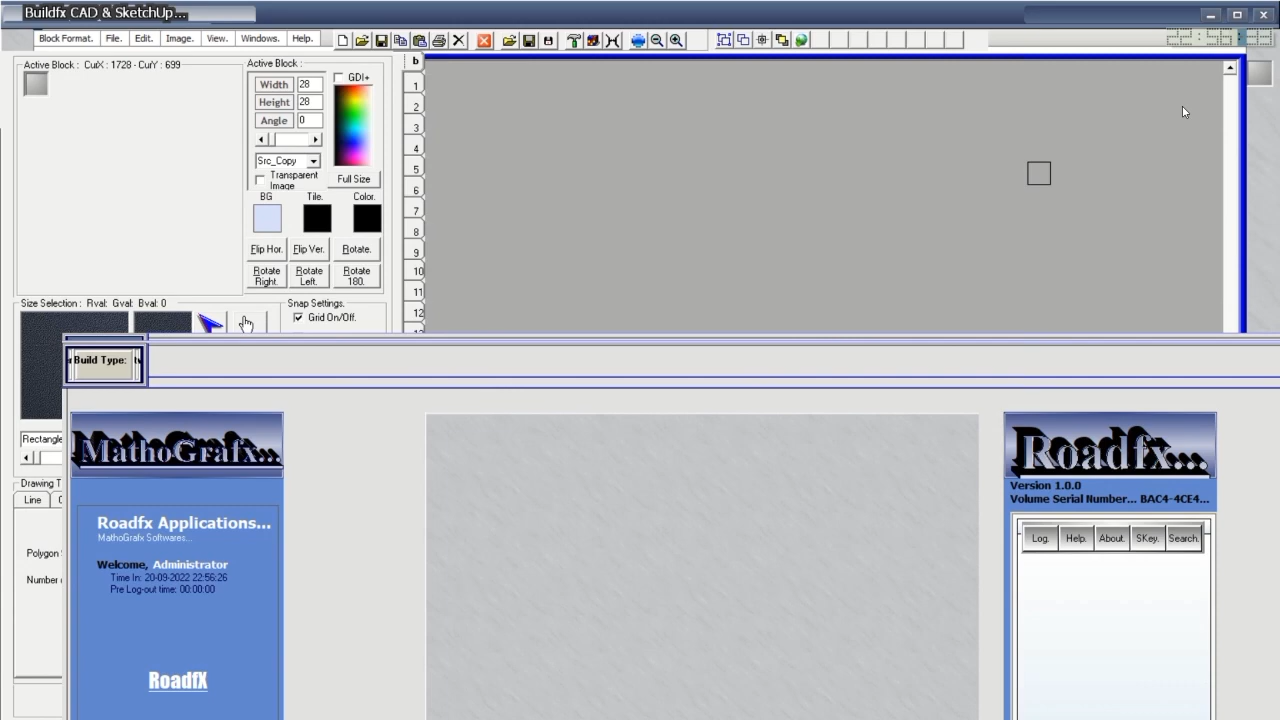 Buildfx CAD & SketchUp...
Block Format. File. Edit. Image. View. Windows. Help.
Active Block : CurX : 1728 - CurY : 699
Active Block :
Width 28
GDI+
Height 28
Angle 0
Src_Copy
Transparent Image
Full Size
BG Tile. Color.
Flip Hor. Flip Ver. Rotate.
Rotate Right. Rotate Left. Rotate 180.
Size Selection : Rval: Gval: Bval: 0
Snap Settings.
Grid On/Off.
b
1
2
3
4
5
6
7
8
9
10
11
12
Build Type:
Rectangle
Drawing T
Line
Polygon
Number
MathoGrafx...
Roadfx Applications...
MathoGrafx Softwares...
Welcome, Administrator
Time In: 20-09-2022 22:56:26
Pre Log-out time: 00:00:00
RoadfX
Roadfx...
Version 1.0.0
Volume Serial Number... BAC4-4CE4...
Log. Help. About. SKey. Search.